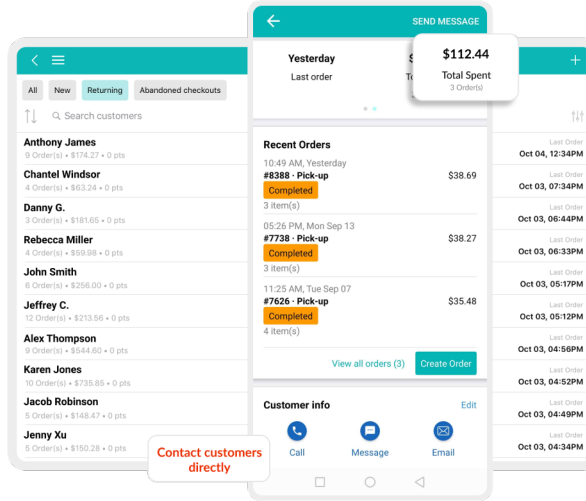 SEND MESSAGE
Yesterday
Last order
$112.44
Total Spent
3 Order(s)
All
New
Returning
Abandoned checkouts
Search customers
Anthony James
9 Order(s) • $174.27 • 0 pts
Chantel Windsor
4 Order(s) • $63.24 • 0 pts
Danny G.
3 Order(s) • $181.65 • 0 pts
Rebecca Miller
4 Order(s) • $59.98 • 0 pts
John Smith
6 Order(s) • $256.00 • 0 pts
Jeffrey C.
12 Order(s) • $213.56 • 0 pts
Alex Thompson
9 Order(s) • $544.60 • 0 pts
Karen Jones
10 Order(s) • $735.85 • 0 pts
Jacob Robinson
5 Order(s) • $148.47 • 0 pts
Jenny Xu
5 Order(s) • $150.28 • 0 pts
Recent Orders
10:49 AM, Yesterday
#8388 · Pick-up
$38.69
Completed
3 item(s)
05:26 PM, Mon Sep 13
#7738 · Pick-up
$38.27
Completed
3 item(s)
11:25 AM, Tue Sep 07
#7626 · Pick-up
$35.48
Completed
4 item(s)
View all orders (3)
Create Order
Customer info
Edit
Call
Message
Email
Contact customers
directly
Last Order
Oct 04, 12:34PM
Last Order
Oct 03, 07:34PM
Last Order
Oct 03, 06:44PM
Last Order
Oct 03, 06:33PM
Last Order
Oct 03, 05:17PM
Last Order
Oct 03, 05:12PM
Last Order
Oct 03, 04:56PM
Last Order
Oct 03, 04:52PM
Last Order
Oct 03, 04:49PM
Last Order
Oct 03, 04:34PM